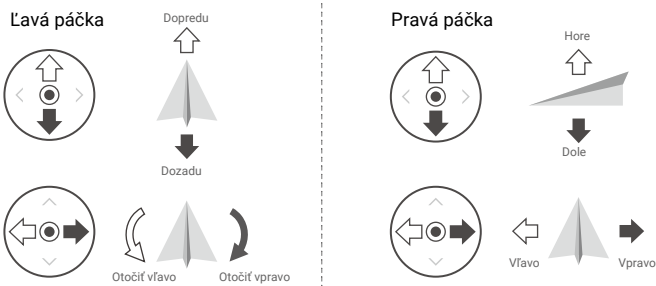 Ľavá páčka
Dopredu
Dozadu
Otočiť vľavo
Otočiť vpravo
Pravá páčka
Hore
Dole
Vľavo
Vpravo